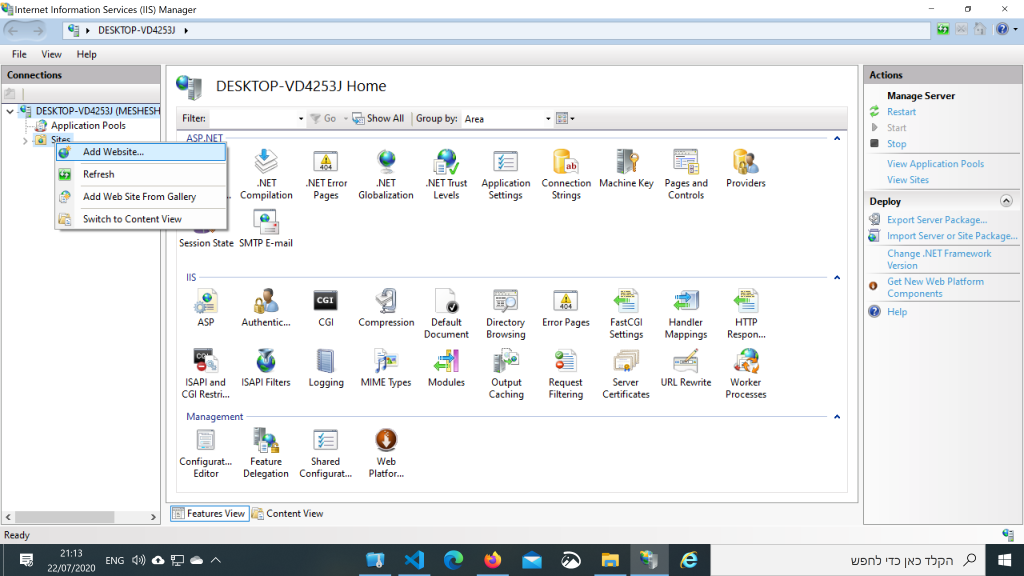 Internet Information Services (IIS) Manager
DESKTOP-VD4253J
File View Help
Connections
DESKTOP-VD4253J (MESHESH
Application Pools
Sites
Add Website...
Refresh
Add Web Site From Gallery
Switch to Content View
DESKTOP-VD4253J Home
Filter: Go Show All Group by: Area
ASP.NET
.NET Compilation
.NET Error Pages
.NET Globalization
.NET Trust Levels
Application Settings
Connection Strings
Machine Key
Pages and Controls
Providers
Session State
SMTP E-mail
IIS
ASP
Authentic...
CGI
Compression
Default Document
Directory Browsing
Error Pages
FastCGI Settings
Handler Mappings
HTTP Respon...
ISAPI and CGI Restri...
ISAPI Filters
Logging
MIME Types
Modules
Output Caching
Request Filtering
Server Certificates
URL Rewrite
Worker Processes
Management
Configurat... Editor
Feature Delegation
Shared Configurat...
Web Platfor...
Features View
Content View
Actions
Manage Server
Restart
Start
Stop
View Application Pools
View Sites
Deploy
Export Server Package...
Import Server or Site Package...
Change .NET Framework
Version
Get New Web Platform
Components
Help
Ready
21:13
22/07/2020
ENG
הקלד כאן כדי לחפש